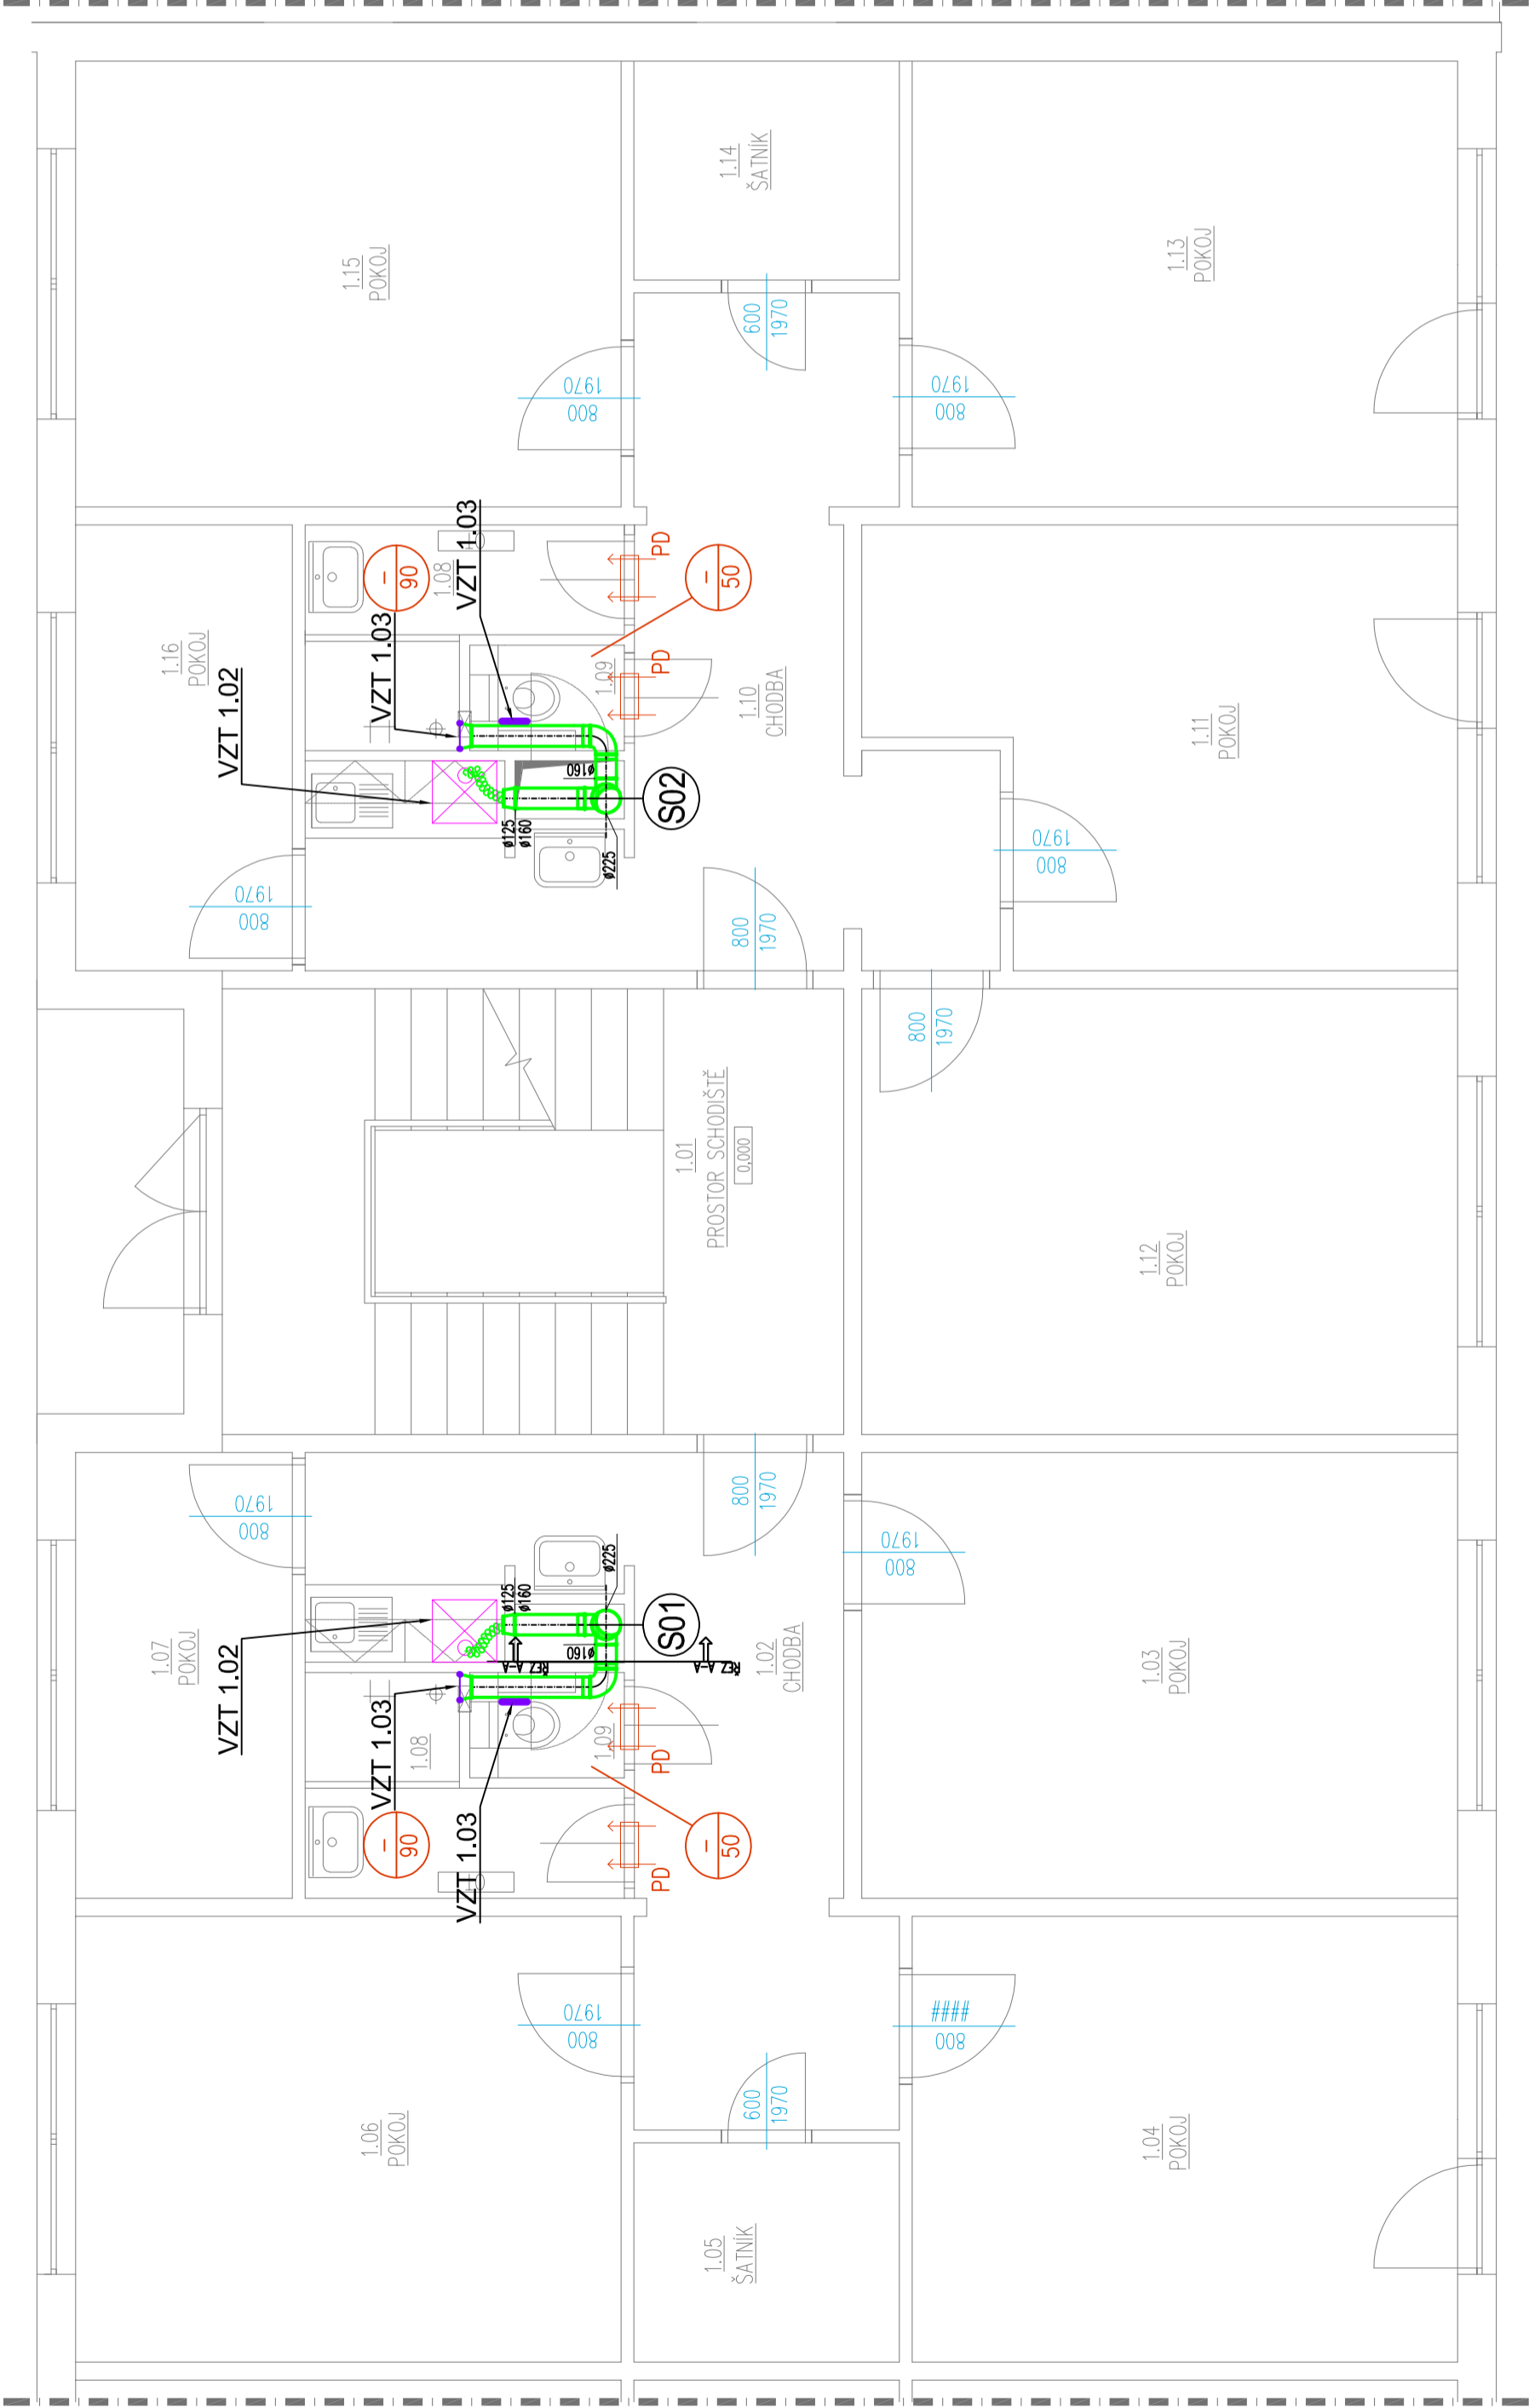 1.15
POKOJ
1.14
ŠATNÍK
1.13
POKOJ
600
1970
800
1970
800
1970
VZT 1.03
1.08
–
90
PD
1.16
POKOJ
VZT 1.03
VZT 1.02
–
50
PD
1.09
1.10
CHODBA
1.11
POKOJ
ø160
S02
ø125
ø160
ø225
800
1970
800
1970
800
1970
800
1970
1.01
PROSTOR SCHODIŠTĚ
0,000
1.12
POKOJ
800
1970
800
1970
800
1970
ø225
ø125
ø160
S01
ø160
ŘEZ A-A
ŘEZ A-A
1.07
POKOJ
VZT 1.02
1.02
CHODBA
1.03
POKOJ
VZT 1.03
1.08
1.09
PD
–
90
VZT 1.03
–
50
PD
800
1970
800
####
600
1970
1.06
POKOJ
1.04
POKOJ
1.05
ŠATNÍK